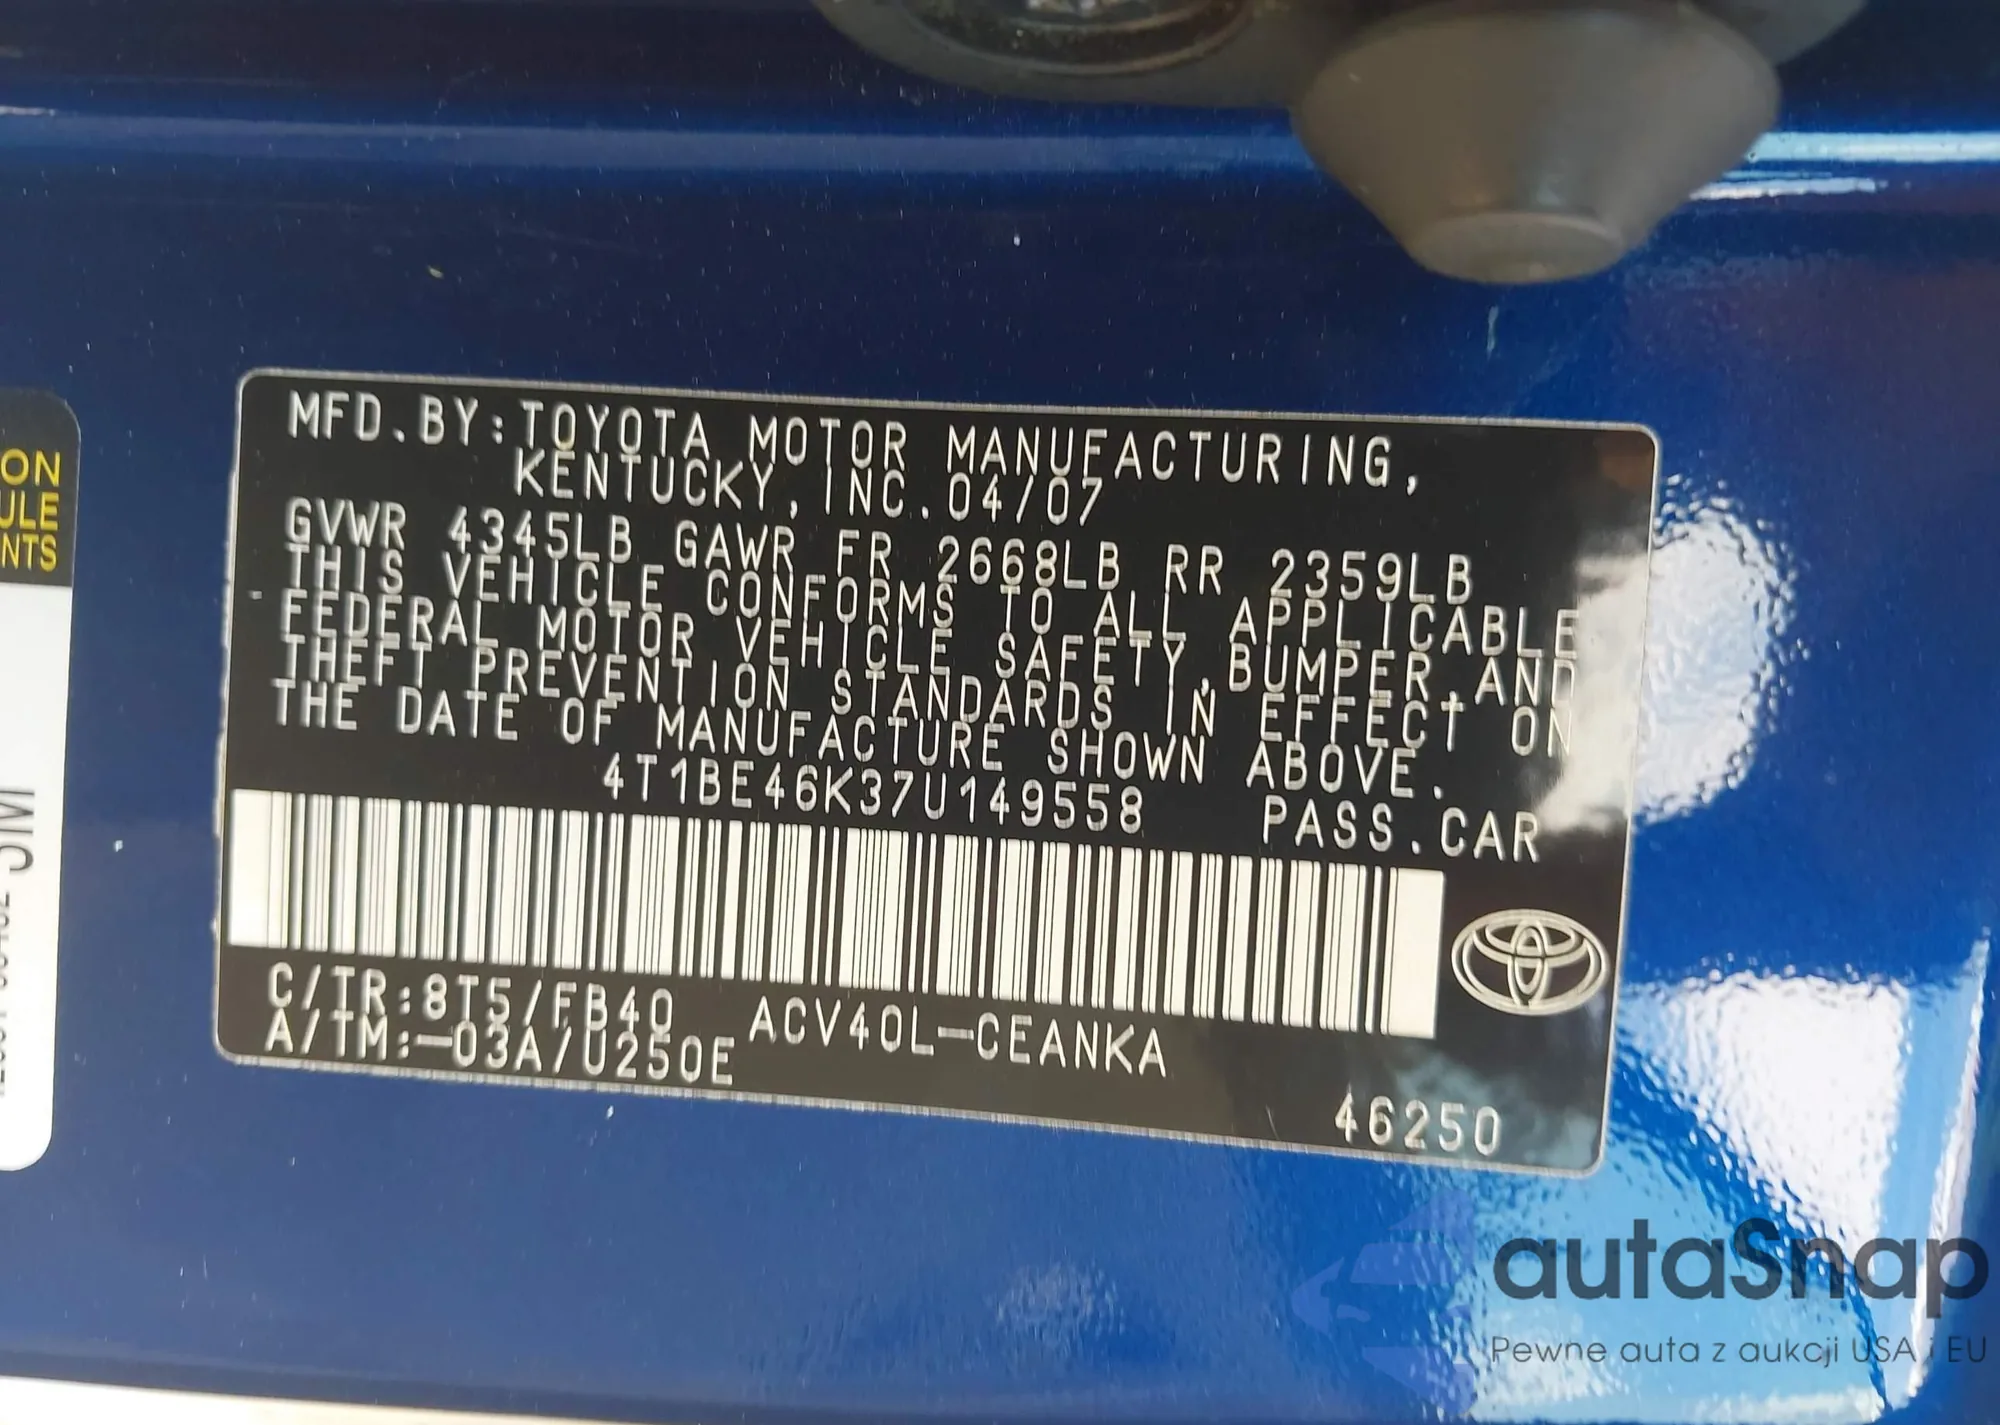 MFD.BY:TOYOTA MOTOR MANUFACTURING,
KENTUCKY,INC.04/07
GVWR 4345LB GAWR FR 2668LB RR 2359LB
THIS VEHICLE CONFORMS TO ALL APPLICABLE
FEDERAL MOTOR VEHICLE SAFETY,BUMPER,AND
THEFT PREVENTION STANDARDS IN EFFECT ON
THE DATE OF MANUFACTURE SHOWN ABOVE.
4T1BE46K37U149558 PASS.CAR
C/TR:8T5/FB40 ACV40L-CEANKA
A/TM:-03A/U250E
46250
ON
ULE
NTS
autaSnap
Pewne auta z aukcji USA i EU